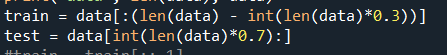 train = data[:(len(data) - int(len(data)*0.3))]
test = data[int(len(data)*0.7):]